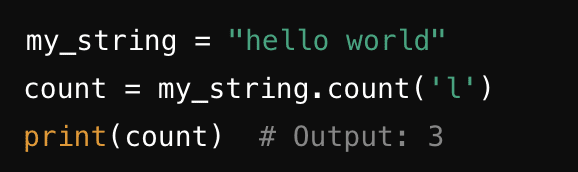 my_string = "hello world"
count = my_string.count('l')
print(count)  # Output: 3